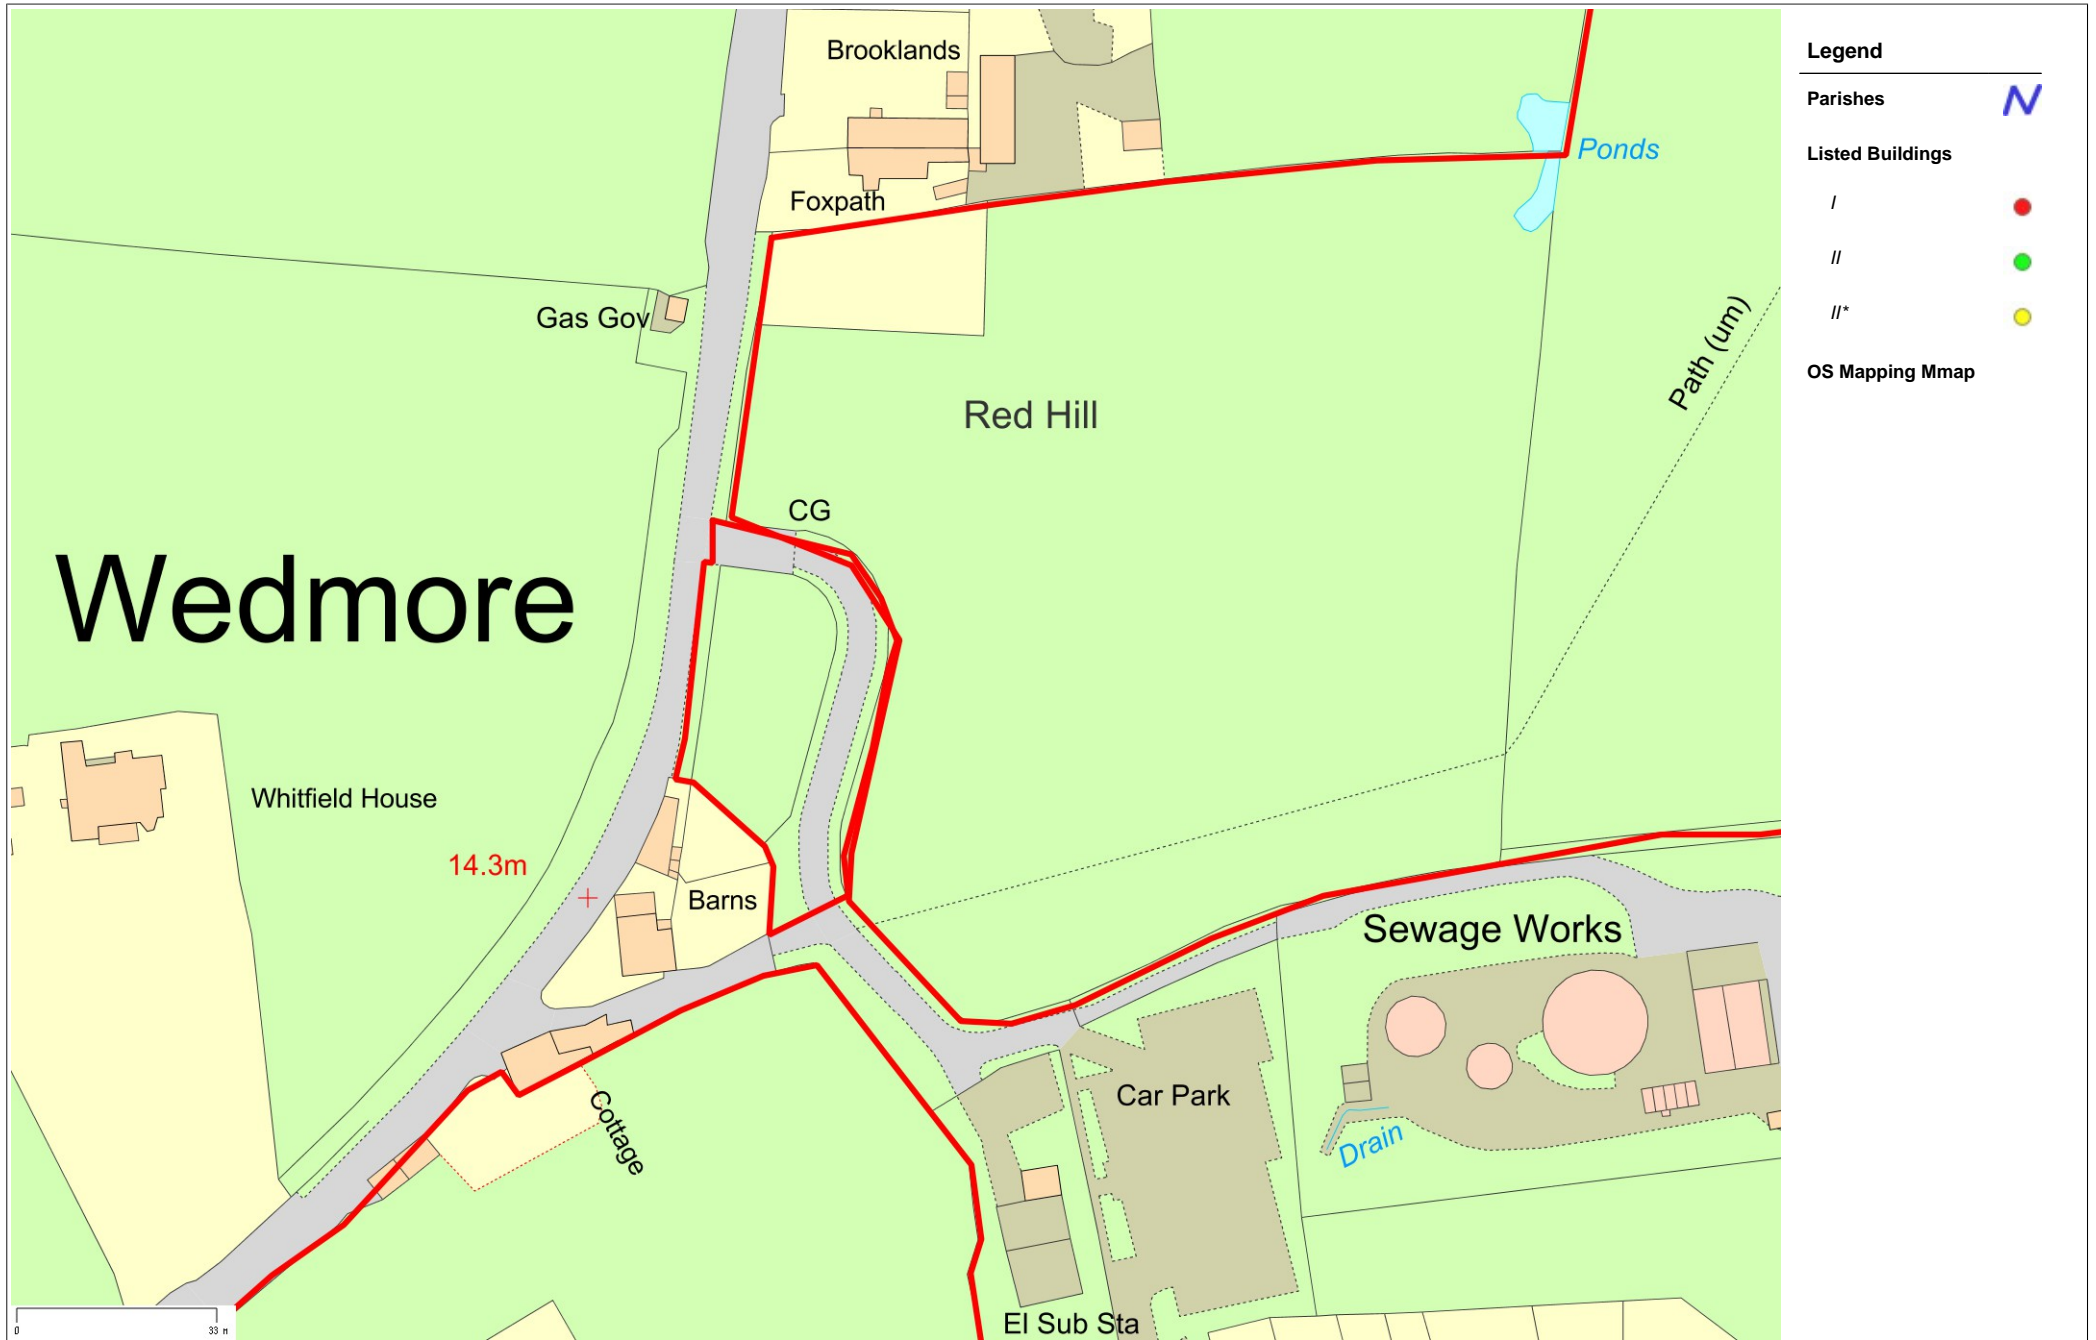 Brooklands
Foxpath
Ponds
Gas Gov
Path (um)
Red Hill
CG
Wedmore
Whitfield House
14.3m
Barns
Sewage Works
Car Park
Cottage
Drain
El Sub Sta
0 33 M
Legend
Parishes
Listed Buildings
I
II
II*
OS Mapping Mmap